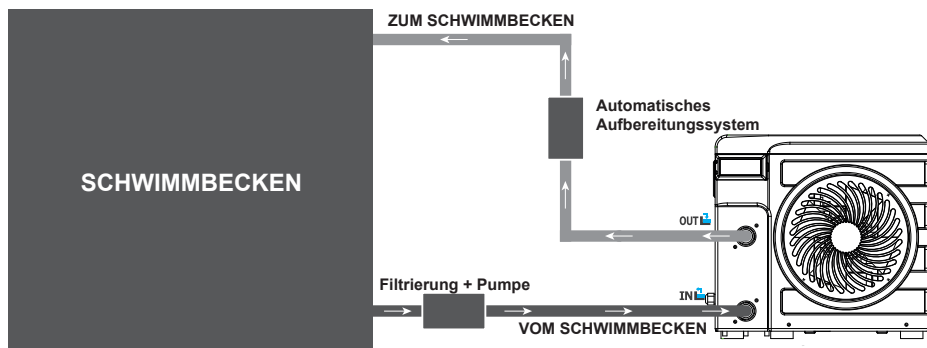 ZUM SCHWIMMBECKEN
Automatisches
Aufbereitungssystem
SCHWIMMBECKEN
OUT
Filtrierung + Pumpe
IN
VOM SCHWIMMBECKEN